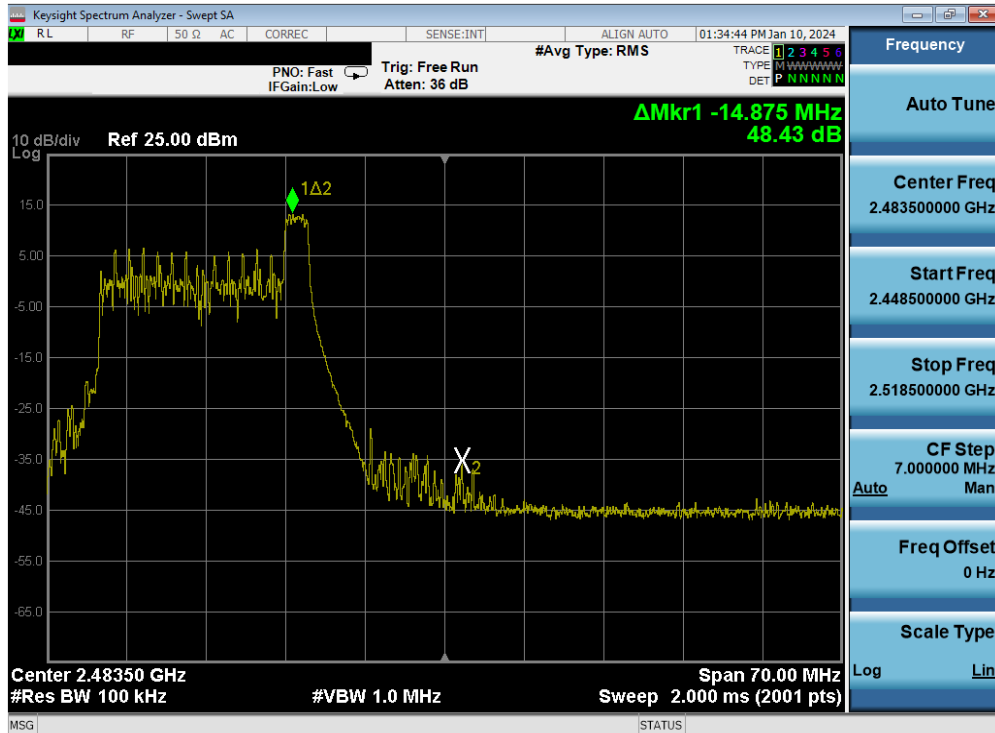 Keysight Spectrum Analyzer - Swept SA
LXI RL RF 50 Ω AC CORREC SENSE:INT ALIGN AUTO 01:34:44 PM Jan 10, 2024
#Avg Type: RMS
TRACE 1 2 3 4 5 6
TYPE M WWWWW
DET P N N N N N
PNO: Fast
IFGain:Low
Trig: Free Run
Atten: 36 dB
ΔMkr1 -14.875 MHz
48.43 dB
10 dB/div
Log
Ref 25.00 dBm
1Δ2
15.0
5.00
-5.00
-15.0
-25.0
-35.0
X2
-45.0
-55.0
-65.0
Center 2.48350 GHz
Span 70.00 MHz
#Res BW 100 kHz
#VBW 1.0 MHz
Sweep 2.000 ms (2001 pts)
MSG
STATUS
Frequency
Auto Tune
Center Freq
2.483500000 GHz
Start Freq
2.448500000 GHz
Stop Freq
2.518500000 GHz
CF Step
7.000000 MHz
Auto Man
Freq Offset
0 Hz
Scale Type
Log Lin